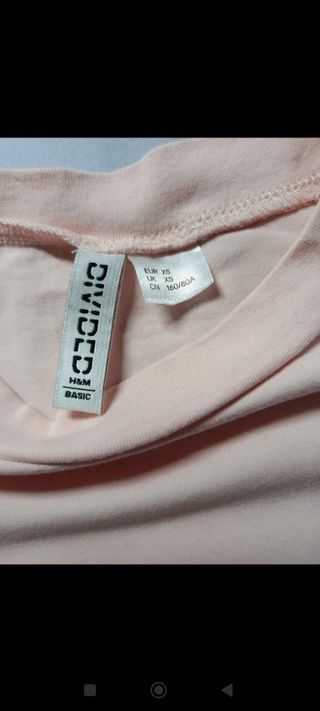 DIVIDED
H&M
BASIC
EUR XS
UK XS
CN 160/80A